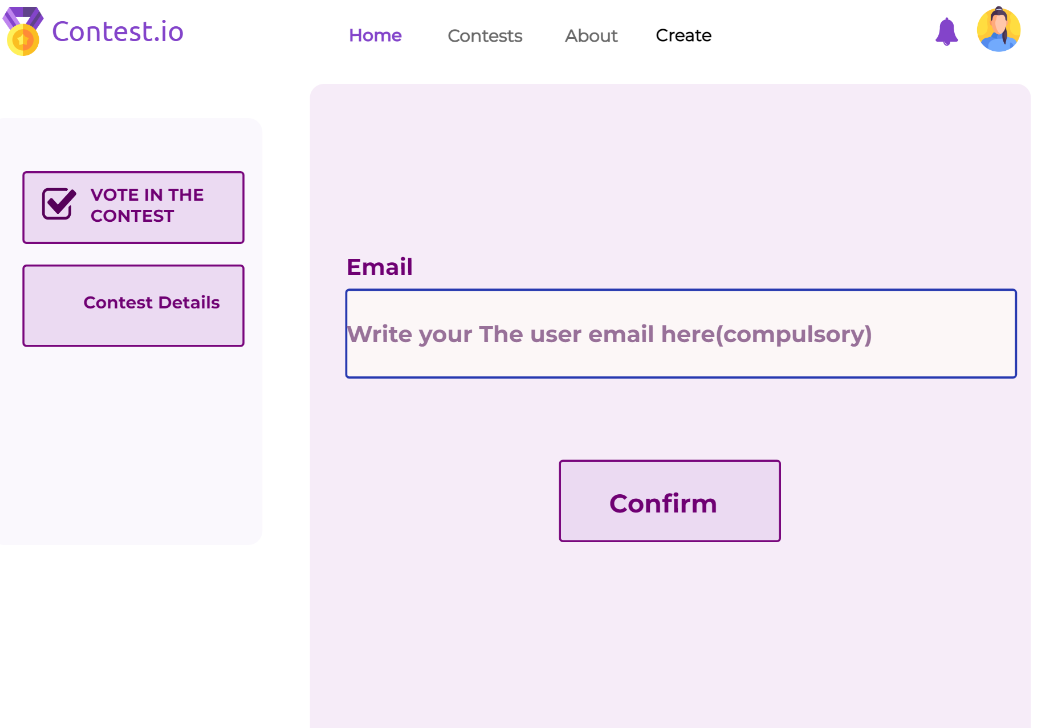 Contest.io
Home Contests About Create
VOTE IN THE
CONTEST
Contest Details
Email
Write your The user email here(compulsory)
Confirm